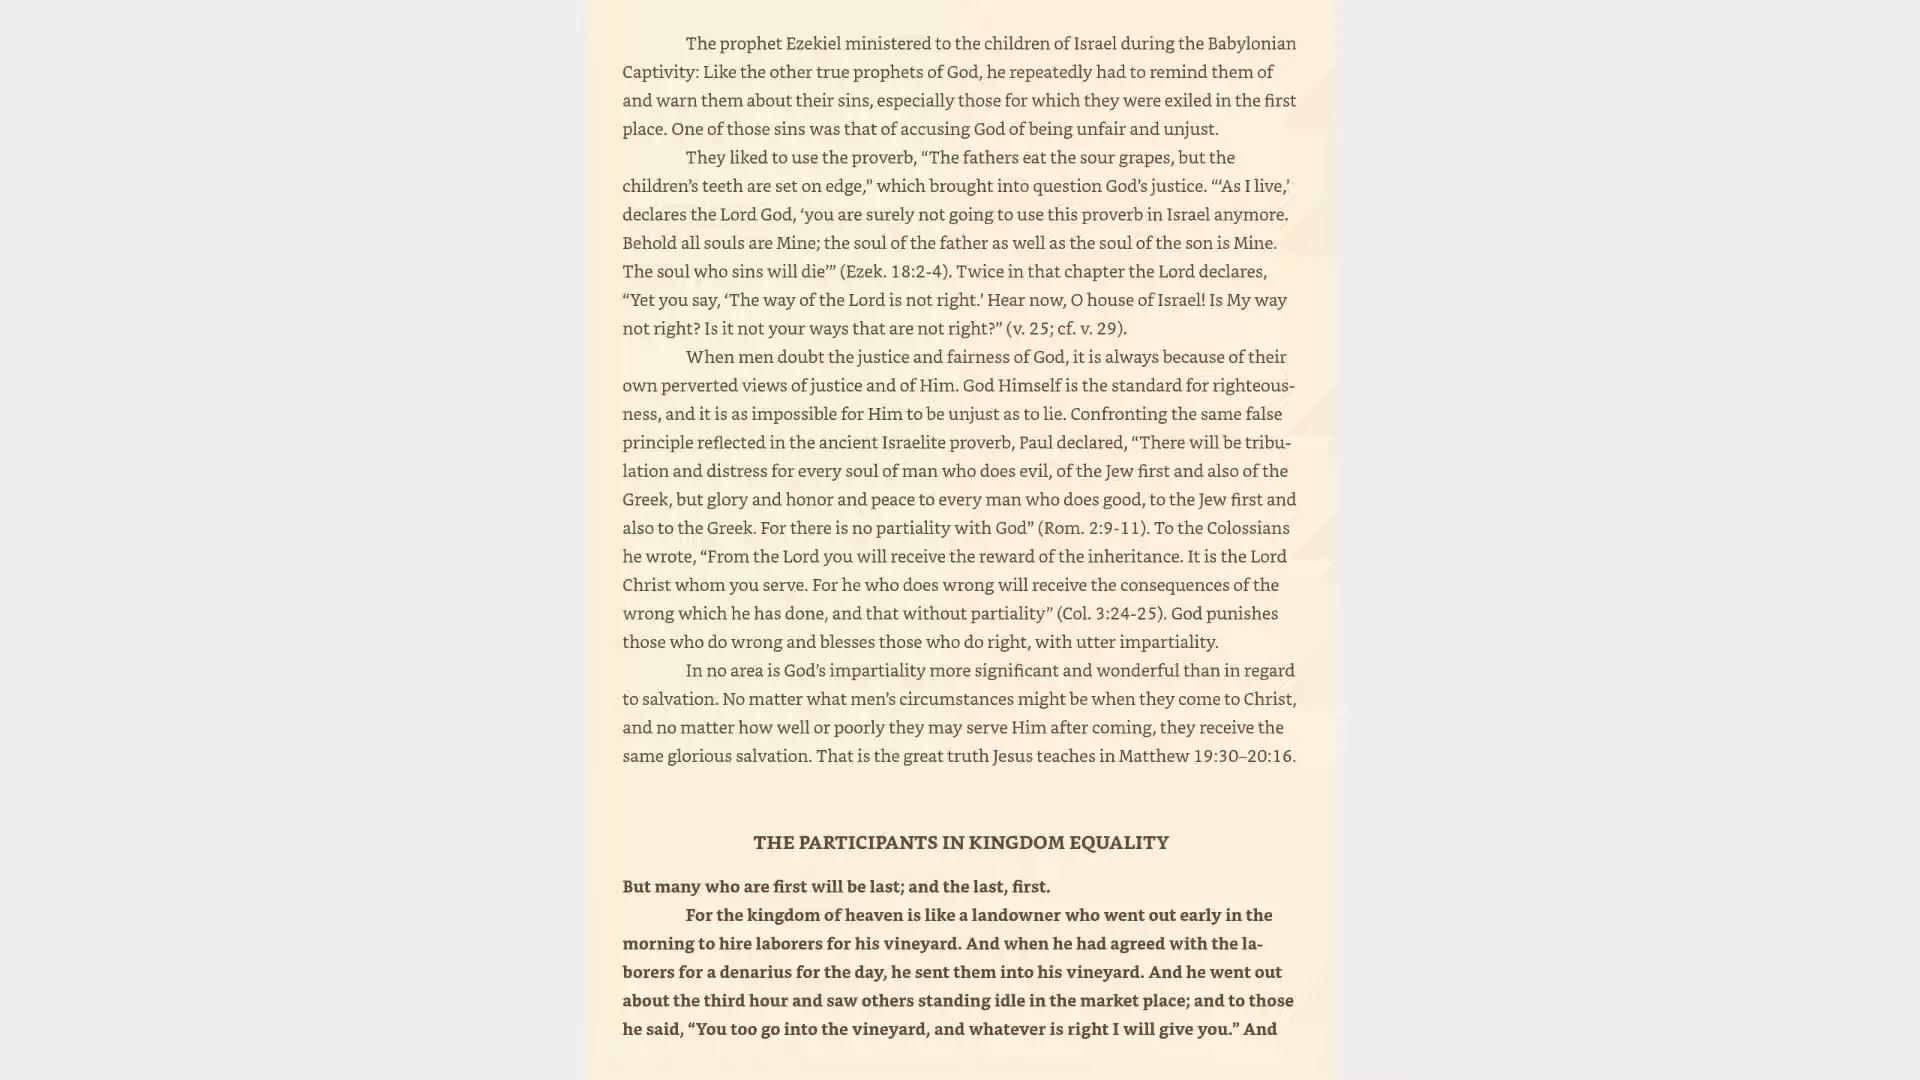 The prophet Ezekiel ministered to the children of Israel during the Babylonian
Captivity: Like the other true prophets of God, he repeatedly had to remind them of
and warn them about their sins, especially those for which they were exiled in the first
place. One of those sins was that of accusing God of being unfair and unjust.
They liked to use the proverb, “The fathers eat the sour grapes, but the
children’s teeth are set on edge,” which brought into question God’s justice. “‘As I live,’
declares the Lord God, ‘you are surely not going to use this proverb in Israel anymore.
Behold all souls are Mine; the soul of the father as well as the soul of the son is Mine.
The soul who sins will die’” (Ezek. 18:2-4). Twice in that chapter the Lord declares,
“Yet you say, ‘The way of the Lord is not right.’ Hear now, O house of Israel! Is My way
not right? Is it not your ways that are not right?” (v. 25; cf. v. 29).
When men doubt the justice and fairness of God, it is always because of their
own perverted views of justice and of Him. God Himself is the standard for righteous-
ness, and it is as impossible for Him to be unjust as to lie. Confronting the same false
principle reflected in the ancient Israelite proverb, Paul declared, “There will be tribu-
lation and distress for every soul of man who does evil, of the Jew first and also of the
Greek, but glory and honor and peace to every man who does good, to the Jew first and
also to the Greek. For there is no partiality with God” (Rom. 2:9-11). To the Colossians
he wrote, “From the Lord you will receive the reward of the inheritance. It is the Lord
Christ whom you serve. For he who does wrong will receive the consequences of the
wrong which he has done, and that without partiality” (Col. 3:24-25). God punishes
those who do wrong and blesses those who do right, with utter impartiality.
In no area is God’s impartiality more significant and wonderful than in regard
to salvation. No matter what men’s circumstances might be when they come to Christ,
and no matter how well or poorly they may serve Him after coming, they receive the
same glorious salvation. That is the great truth Jesus teaches in Matthew 19:30–20:16.
THE PARTICIPANTS IN KINGDOM EQUALITY
But many who are first will be last; and the last, first.
For the kingdom of heaven is like a landowner who went out early in the
morning to hire laborers for his vineyard. And when he had agreed with the la-
borers for a denarius for the day, he sent them into his vineyard. And he went out
about the third hour and saw others standing idle in the market place; and to those
he said, “You too go into the vineyard, and whatever is right I will give you.” And